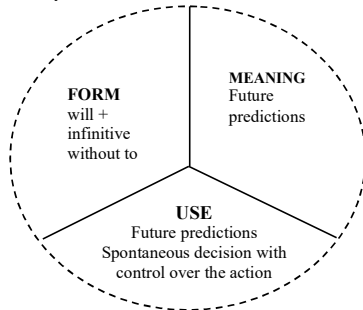 FORM
will +
infinitive
without to
MEANING
Future
predictions
USE
Future predictions
Spontaneous decision with
control over the action